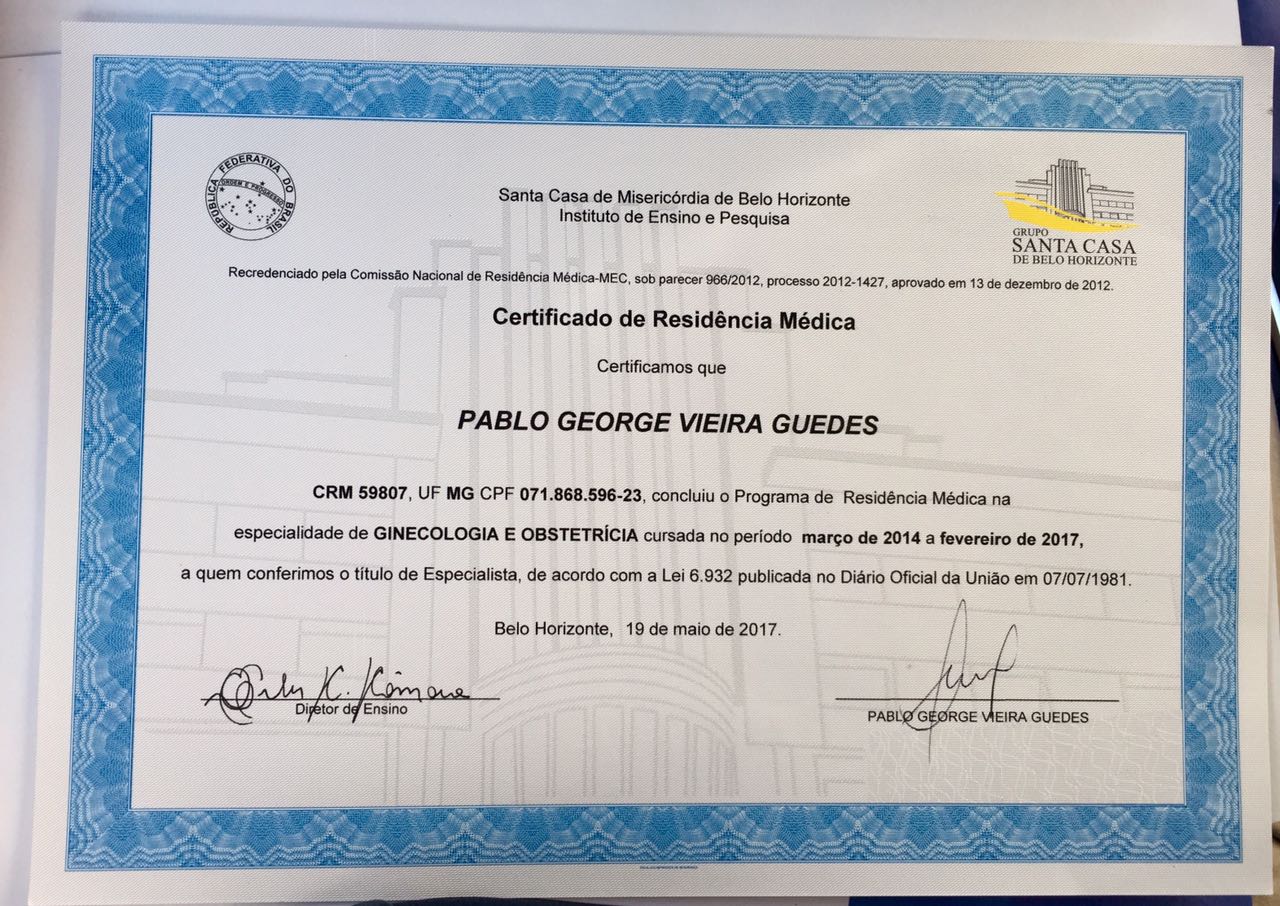 REPÚBLICA FEDERATIVA DO BRASIL
ORDEM E PROGRESSO
Santa Casa de Misericórdia de Belo Horizonte
Instituto de Ensino e Pesquisa
GRUPO
SANTA CASA
DE BELO HORIZONTE
Recredenciado pela Comissão Nacional de Residência Médica-MEC, sob parecer 966/2012, processo 2012-1427, aprovado em 13 de dezembro de 2012.
Certificado de Residência Médica
Certificamos que
PABLO GEORGE VIEIRA GUEDES
CRM 59807, UF MG CPF 071.868.596-23, concluiu o Programa de Residência Médica na
especialidade de GINECOLOGIA E OBSTETRÍCIA cursada no período março de 2014 a fevereiro de 2017,
a quem conferimos o título de Especialista, de acordo com a Lei 6.932 publicada no Diário Oficial da União em 07/07/1981.
Belo Horizonte, 19 de maio de 2017.
Diretor de Ensino
PABLO GEORGE VIEIRA GUEDES